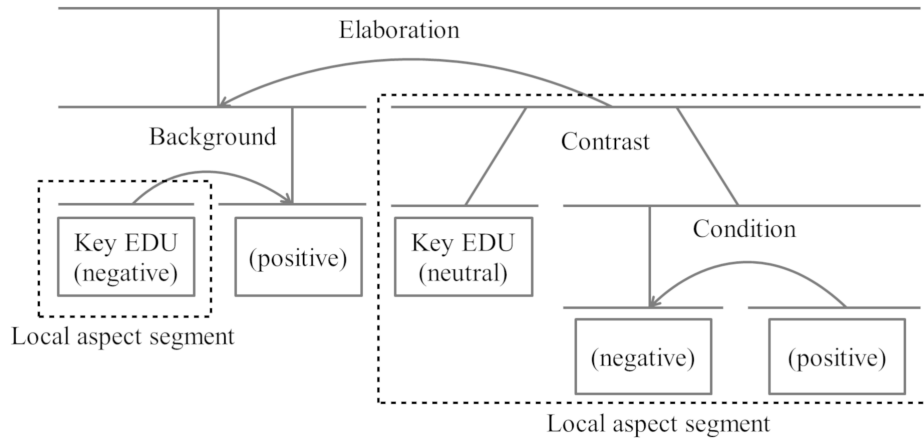 Elaboration
Background
Contrast
Key EDU
(negative)
(positive)
Key EDU
(neutral)
Condition
Local aspect segment
(negative)
(positive)
Local aspect segment